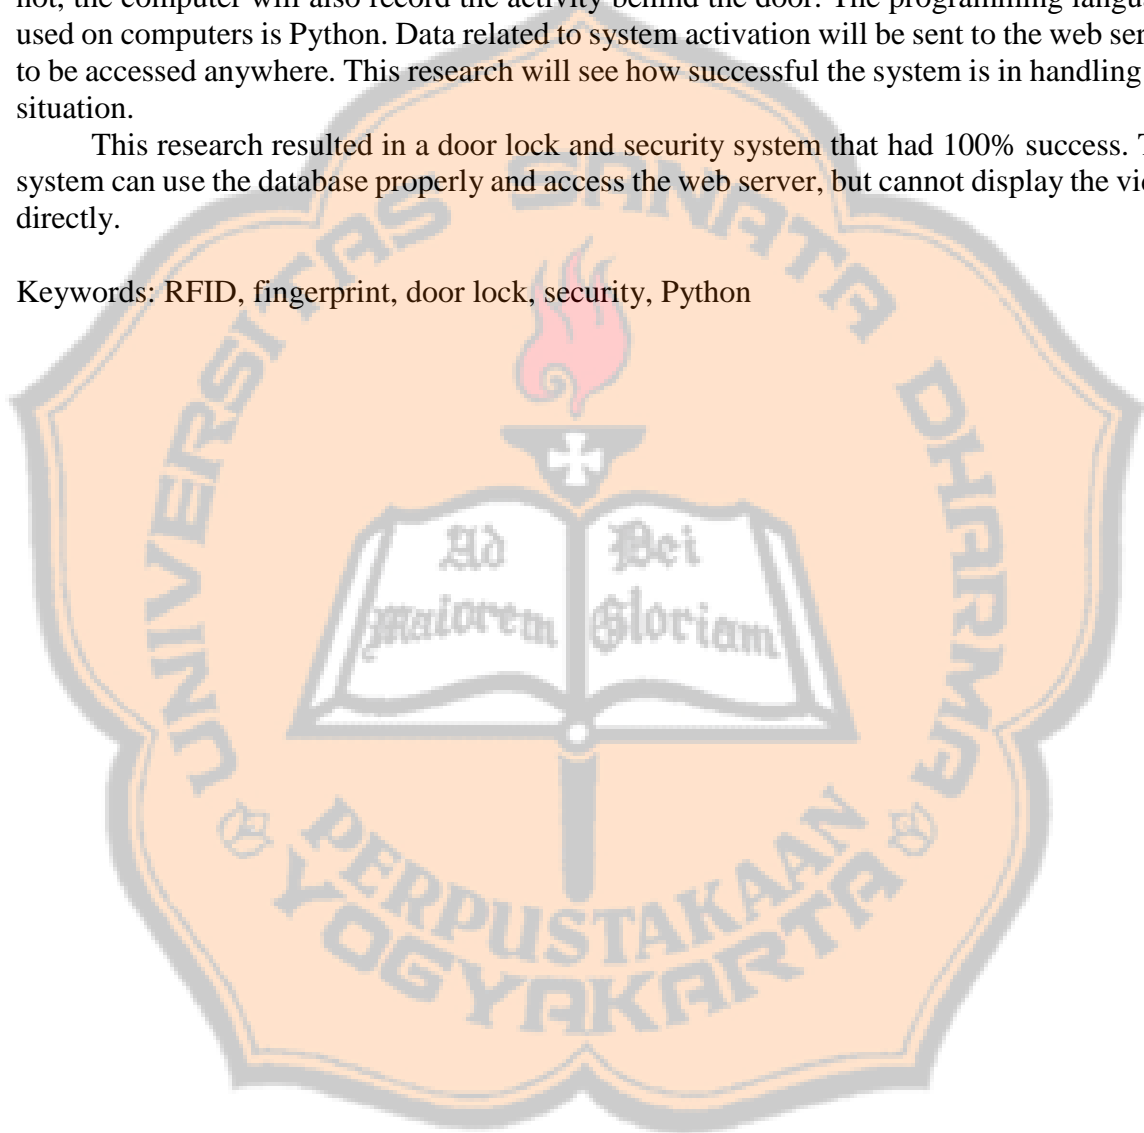 not, the computer will also record the activity behind the door. The programming
used on computers is Python. Data related to system activation will be sent to the web
to be accessed anywhere. This research will see how successful the system is in handling
situation.
This research resulted in a door lock and security system that had 100% success.
system can use the database properly and access the web server, but cannot display the
directly.
Keywords: RFID, fingerprint, door lock, security, Python
UNIVERSITAS SANATA DHARMA
Ad Dei
Maiorem Gloriam
PERPUSTAKAAN
YOGYAKARTA